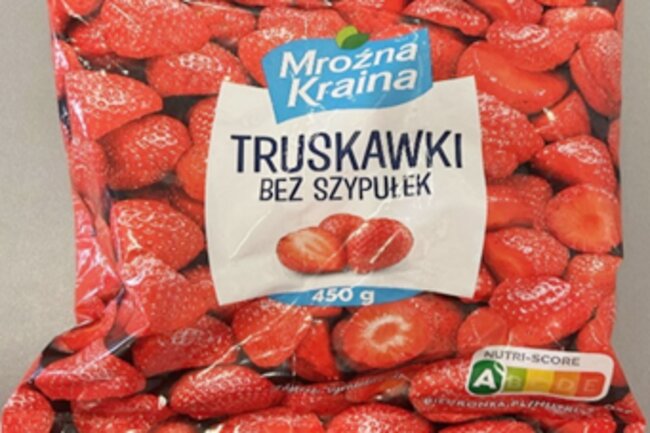 Mroźna
Kraina
TRUSKAWKI
BEZ SZYPUŁEK
450 g
NUTRI-SCORE
A B C D E